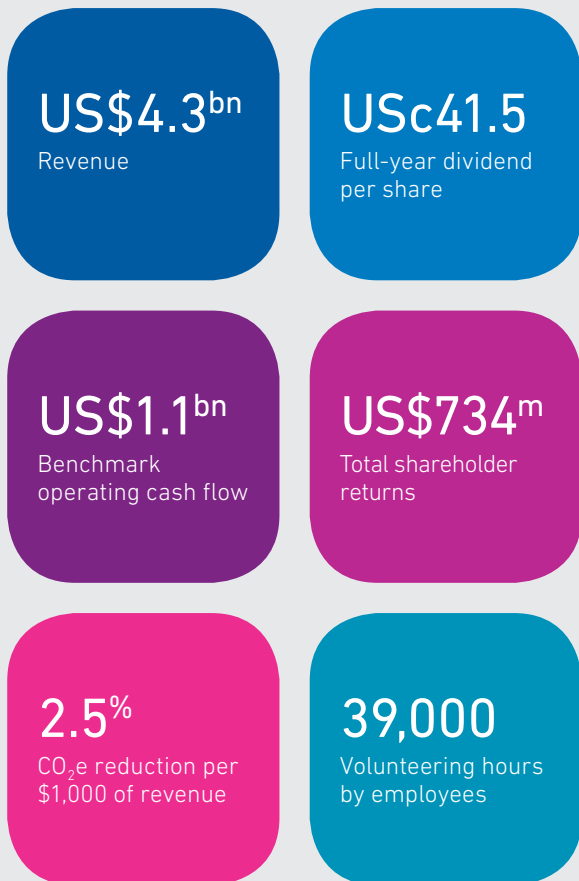 US$4.3bn
Revenue
USc41.5
Full-year dividend
per share
US$1.1bn
Benchmark
operating cash flow
US$734m
Total shareholder
returns
2.5%
CO₂e reduction per
$1,000 of revenue
39,000
Volunteering hours
by employees